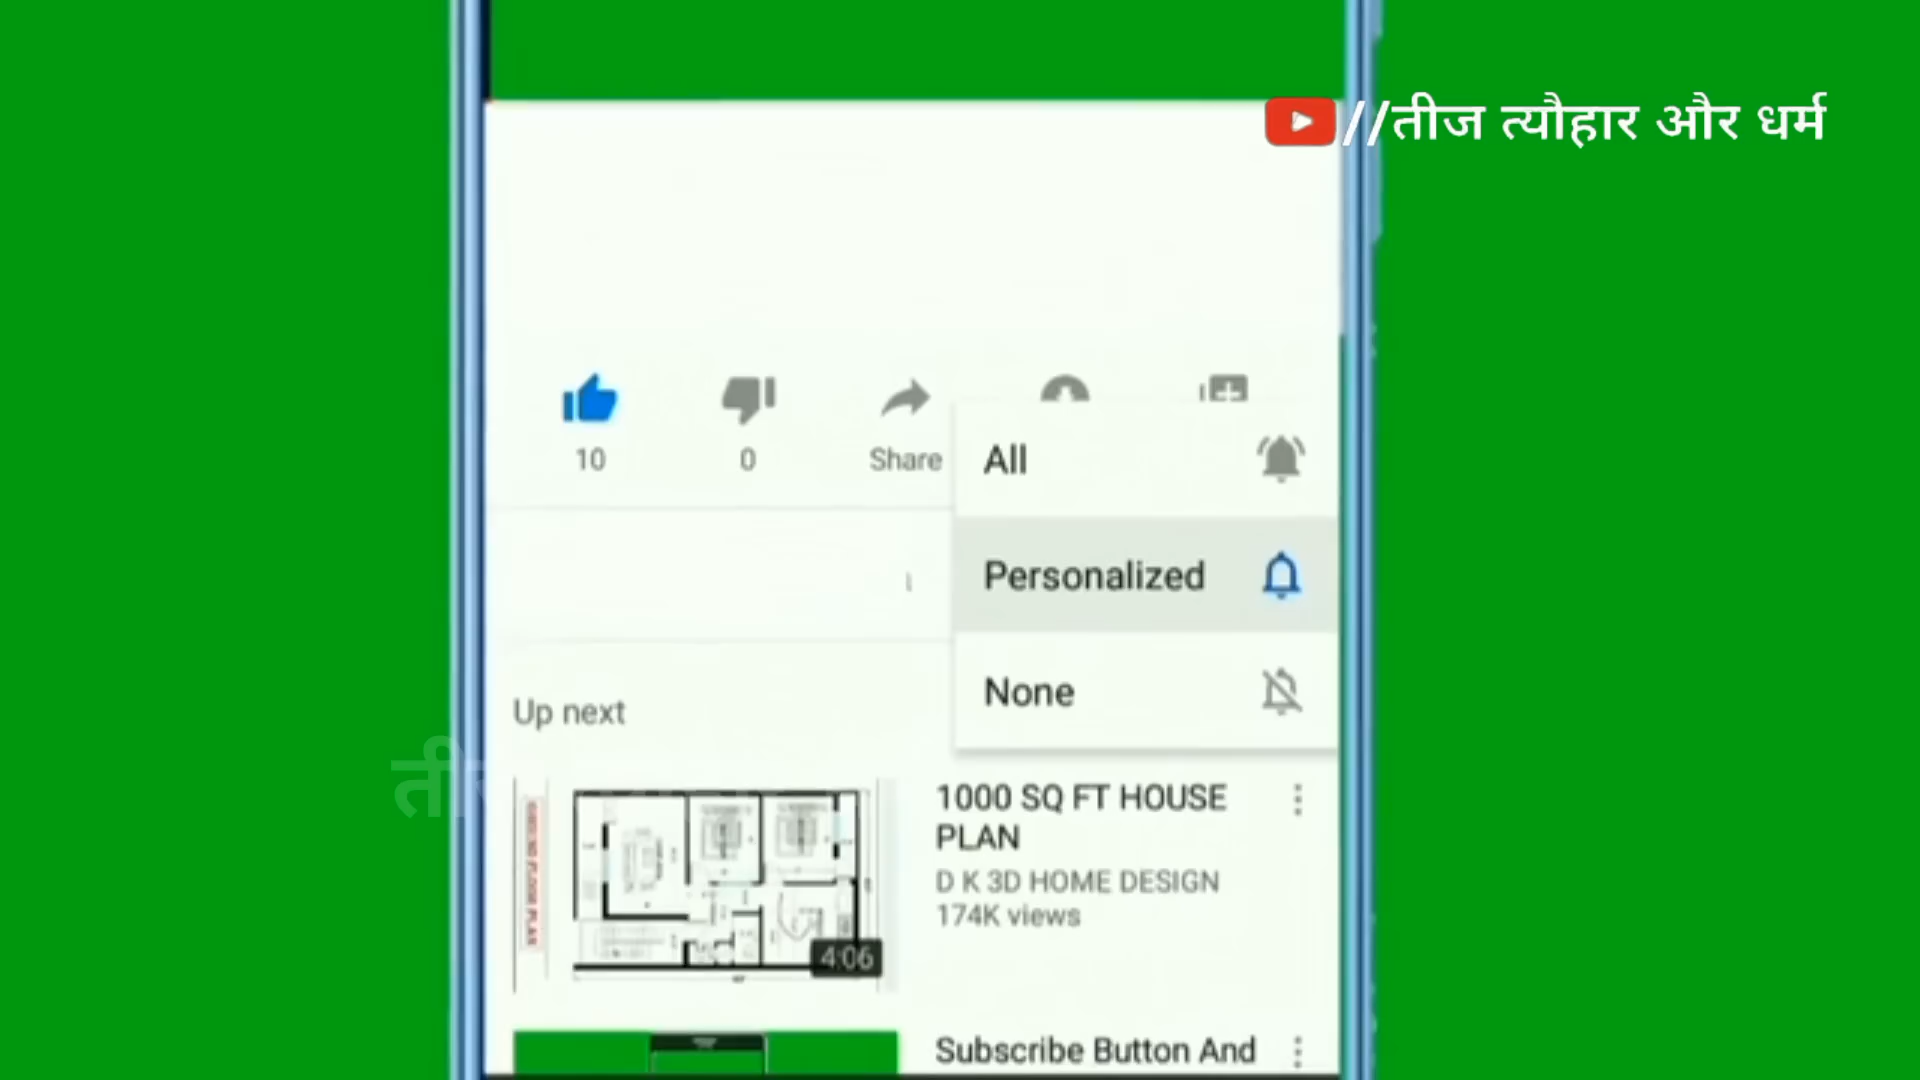 //तीज त्यौहार और धर्म
10
0
Share
All
Personalized
None
Up next
ती
1000 SQ FT HOUSE
PLAN
D K 3D HOME DESIGN
174K views
4:06
Subscribe Button And